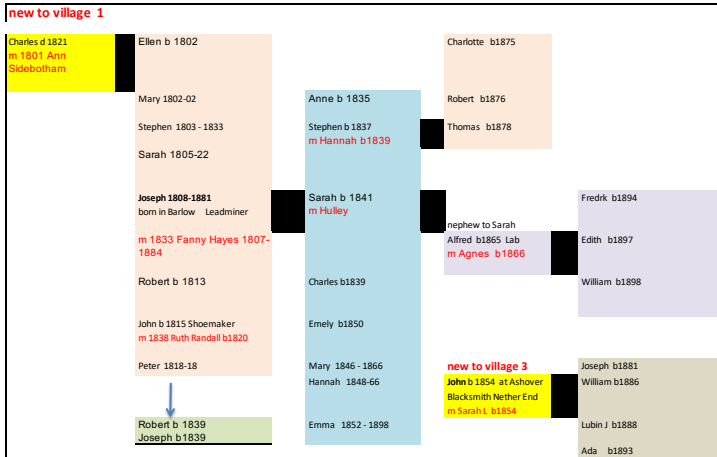 new to village 1
Charles d 1821
m 1801 Ann
Sidebotham
Ellen b 1802
Mary 1802-02
Stephen 1803 - 1833
Sarah 1805-22
Joseph 1808-1881
born in Barlow Leadminer
m 1833 Fanny Hayes 1807-
1884
Robert b 1813
John b 1815 Shoemaker
m 1838 Ruth Randall b1820
Peter 1818-18
Robert b 1839
Joseph b1839
Anne b 1835
Stephen b 1837
m Hannah b1839
Sarah b 1841
m Hulley
Charles b1839
Emely b1850
Mary 1846 - 1866
Hannah 1848-66
Emma 1852 - 1898
Charlotte b1875
Robert b1876
Thomas b1878
nephew to Sarah
Alfred b1865 Lab
m Agnes b1866
new to village 3
John b 1854 at Ashover
Blacksmith Nether End
m Sarah L b1854
Fredrk b1894
Edith b1897
William b1898
Joseph b1881
William b1886
Lubin J b1888
Ada b1893